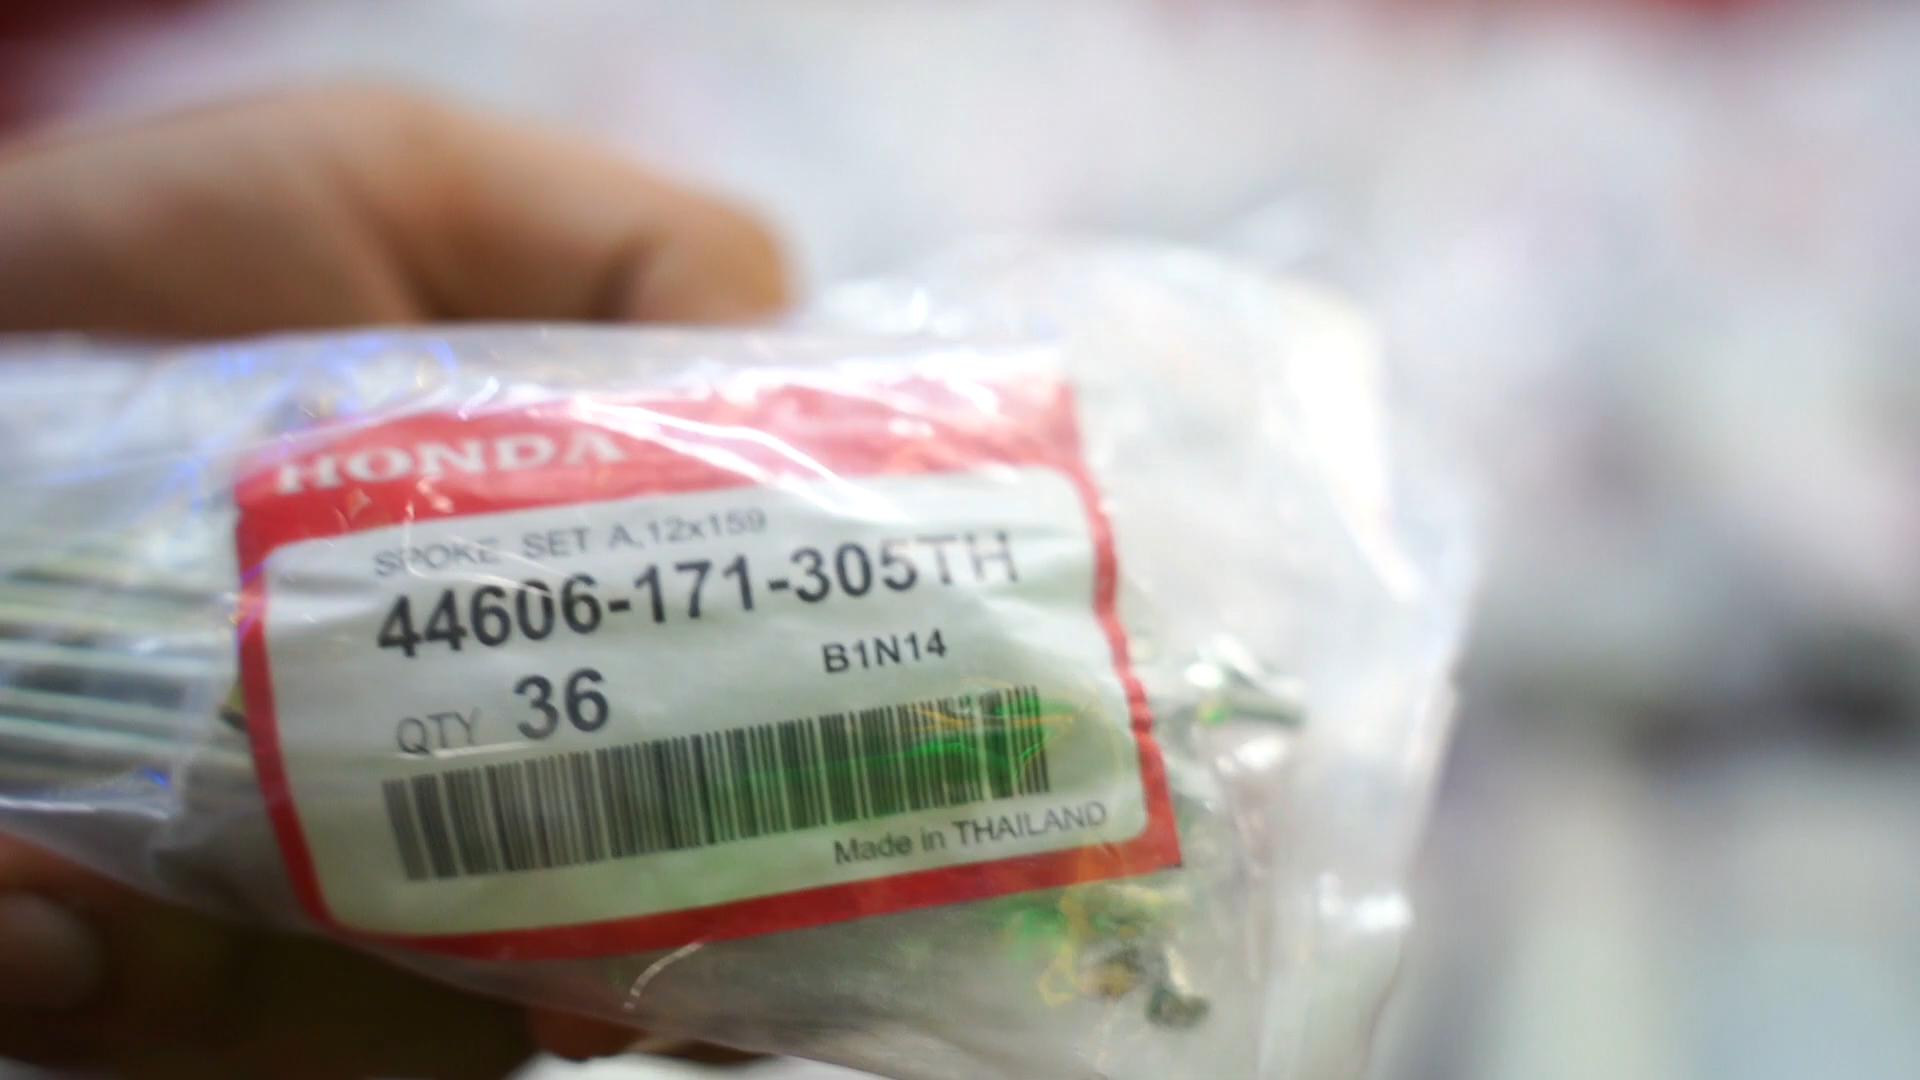 HONDA
SPOKE SET A,12x159
44606-171-305TH
B1N14
QTY 36
Made in THAILAND